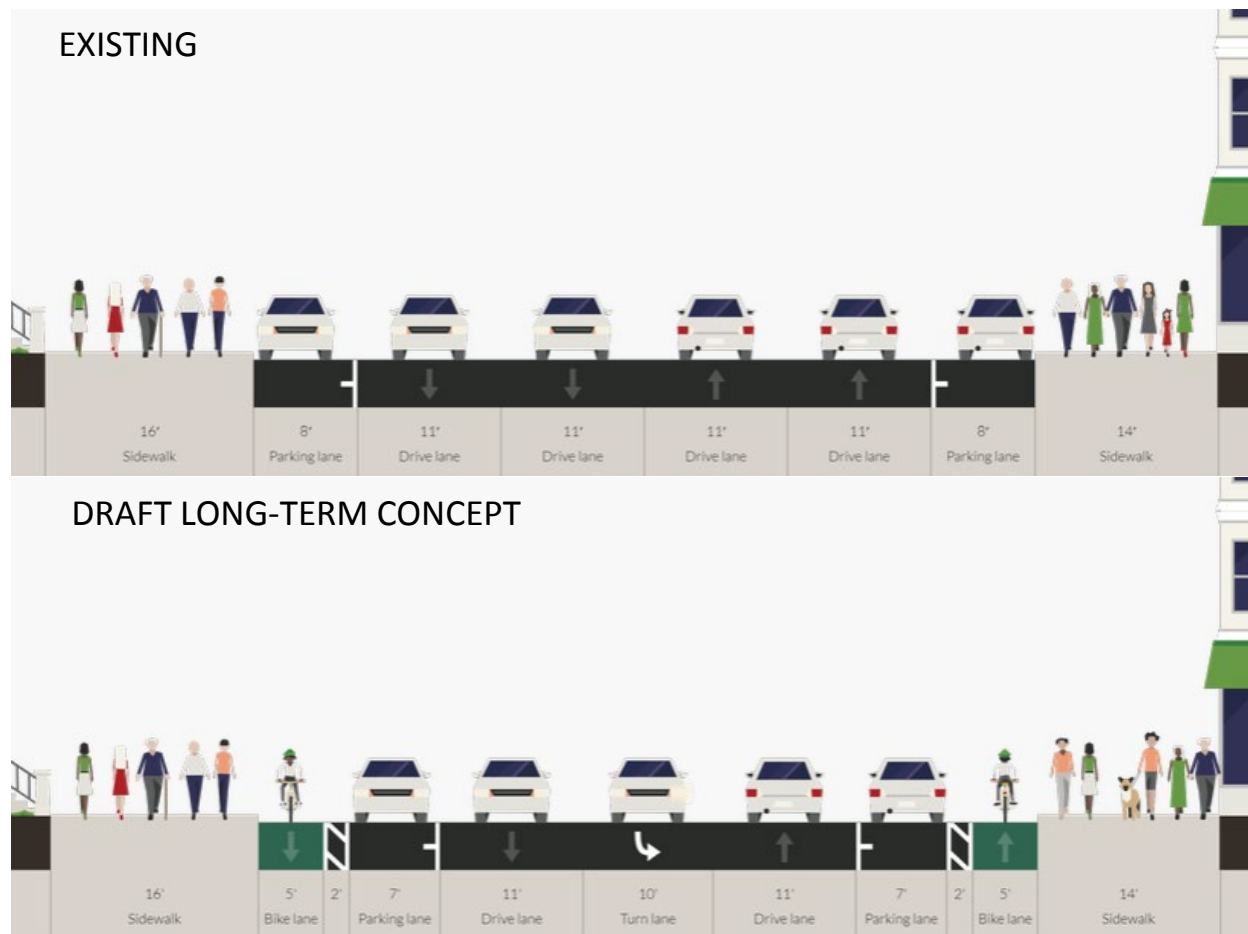 EXISTING
16' 8' 11' 11' 11' 11' 8' 14'
Sidewalk Parking lane Drive lane Drive lane Drive lane Drive lane Parking lane Sidewalk
DRAFT LONG-TERM CONCEPT
16' 5' 2' 7' 11' 10' 11' 7' 2' 5' 14'
Sidewalk Bike lane Parking lane Drive lane Turn lane Drive lane Parking lane Bike lane Sidewalk